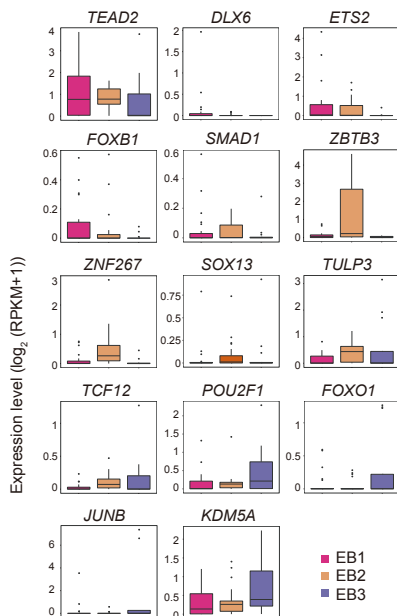 TEAD2 DLX6 ETS2
4 3 2 1 0
2 1.5 1 0.5 0
4 3 2 1 0
FOXB1 SMAD1 ZBTB3
0.6 0.4 0.2 0
0.6 0.4 0.2 0
4 3 2 1 0
ZNF267 SOX13 TULP3
3 2 1 0
0.75 0.5 0.25 0
3 2 1 0
TCF12 POU2F1 FOXO1
1 0.5 0
2 1.5 1 0.5 0
1 0.5 0
JUNB KDM5A
6 4 2 0
2 1 0
Expression level (log2 (RPKM+1))
EB1
EB2
EB3